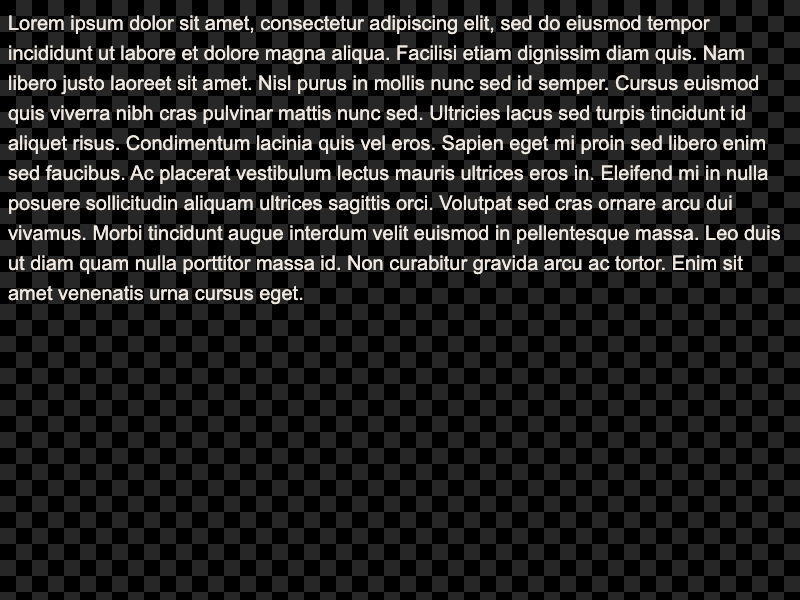 Lorem ipsum dolor sit amet, consectetur adipiscing elit, sed do eiusmod tempor
incididunt ut labore et dolore magna aliqua. Facilisi etiam dignissim diam quis. Nam
libero justo laoreet sit amet. Nisl purus in mollis nunc sed id semper. Cursus euismod
quis viverra nibh cras pulvinar mattis nunc sed. Ultricies lacus sed turpis tincidunt id
aliquet risus. Condimentum lacinia quis vel eros. Sapien eget mi proin sed libero enim
sed faucibus. Ac placerat vestibulum lectus mauris ultrices eros in. Eleifend mi in nulla
posuere sollicitudin aliquam ultrices sagittis orci. Volutpat sed cras ornare arcu dui
vivamus. Morbi tincidunt augue interdum velit euismod in pellentesque massa. Leo duis
ut diam quam nulla porttitor massa id. Non curabitur gravida arcu ac tortor. Enim sit
amet venenatis urna cursus eget.